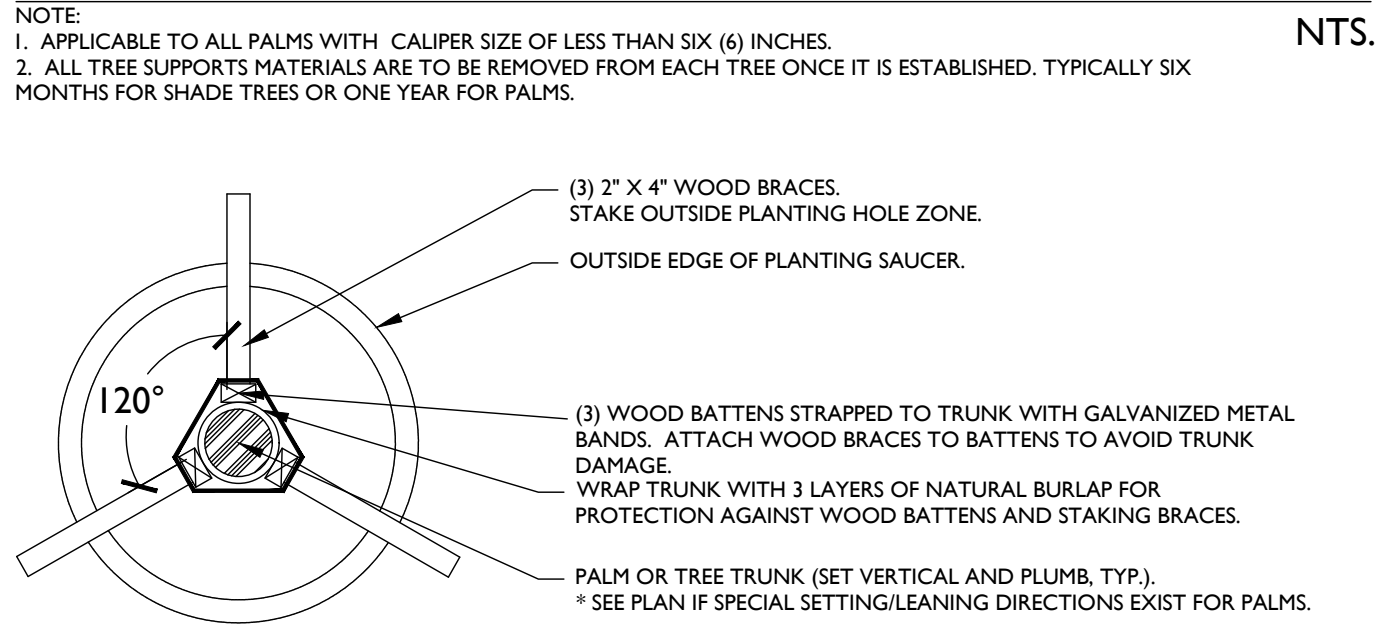 NOTE:
1. APPLICABLE TO ALL PALMS WITH CALIPER SIZE OF LESS THAN SIX (6) INCHES.
NTS.
2. ALL TREE SUPPORTS MATERIALS ARE TO BE REMOVED FROM EACH TREE ONCE IT IS ESTABLISHED. TYPICALLY SIX
MONTHS FOR SHADE TREES OR ONE YEAR FOR PALMS.
(3) 2" X 4" WOOD BRACES.
STAKE OUTSIDE PLANTING HOLE ZONE.
OUTSIDE EDGE OF PLANTING SAUCER.
120°
(3) WOOD BATTENS STRAPPED TO TRUNK WITH GALVANIZED METAL
BANDS. ATTACH WOOD BRACES TO BATTENS TO AVOID TRUNK
DAMAGE.
WRAP TRUNK WITH 3 LAYERS OF NATURAL BURLAP FOR
PROTECTION AGAINST WOOD BATTENS AND STAKING BRACES.
PALM OR TREE TRUNK (SET VERTICAL AND PLUMB, TYP.).
* SEE PLAN IF SPECIAL SETTING/LEANING DIRECTIONS EXIST FOR PALMS.